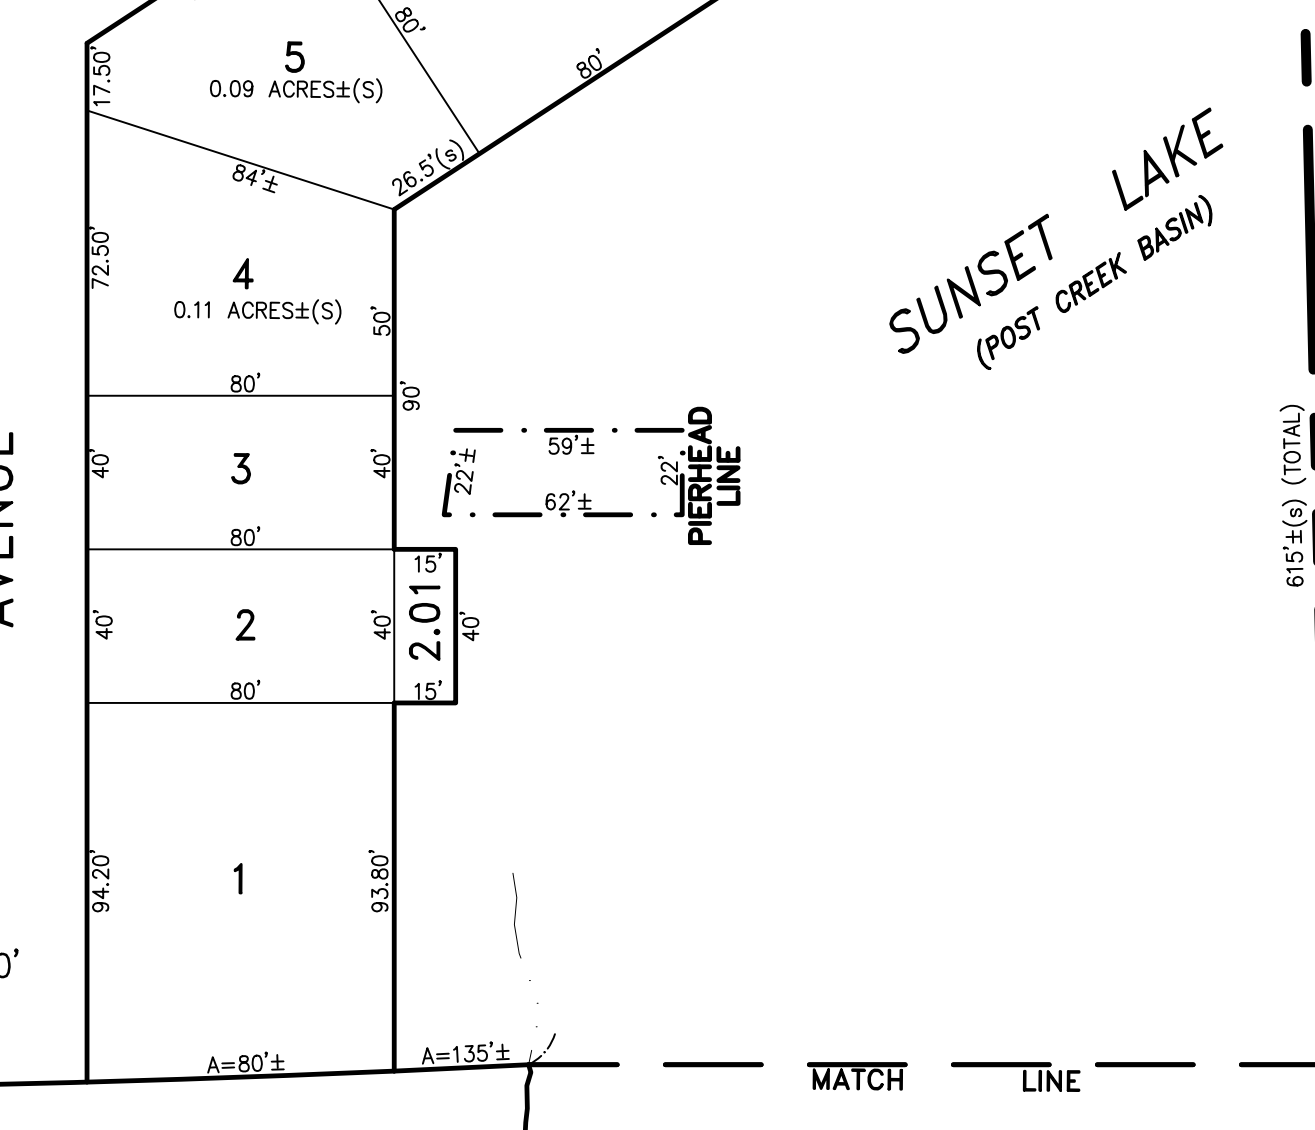 80'
80'
5
0.09 ACRES±(S)
17.50'
84'±
26.5'(s)
SUNSET LAKE
(POST CREEK BASIN)
72.50'
4
0.11 ACRES±(S)
50'
80'
90'
AVENUE
40'
3
40'
59'±
22'±
62'±
22'
PIERHEAD
LINE
615'±(s) (TOTAL)
80'
15'
40'
2
40'
2.01
40'
80'
15'
94.20'
1
93.80'
0'
A=80'±
A=135'±
MATCH LINE